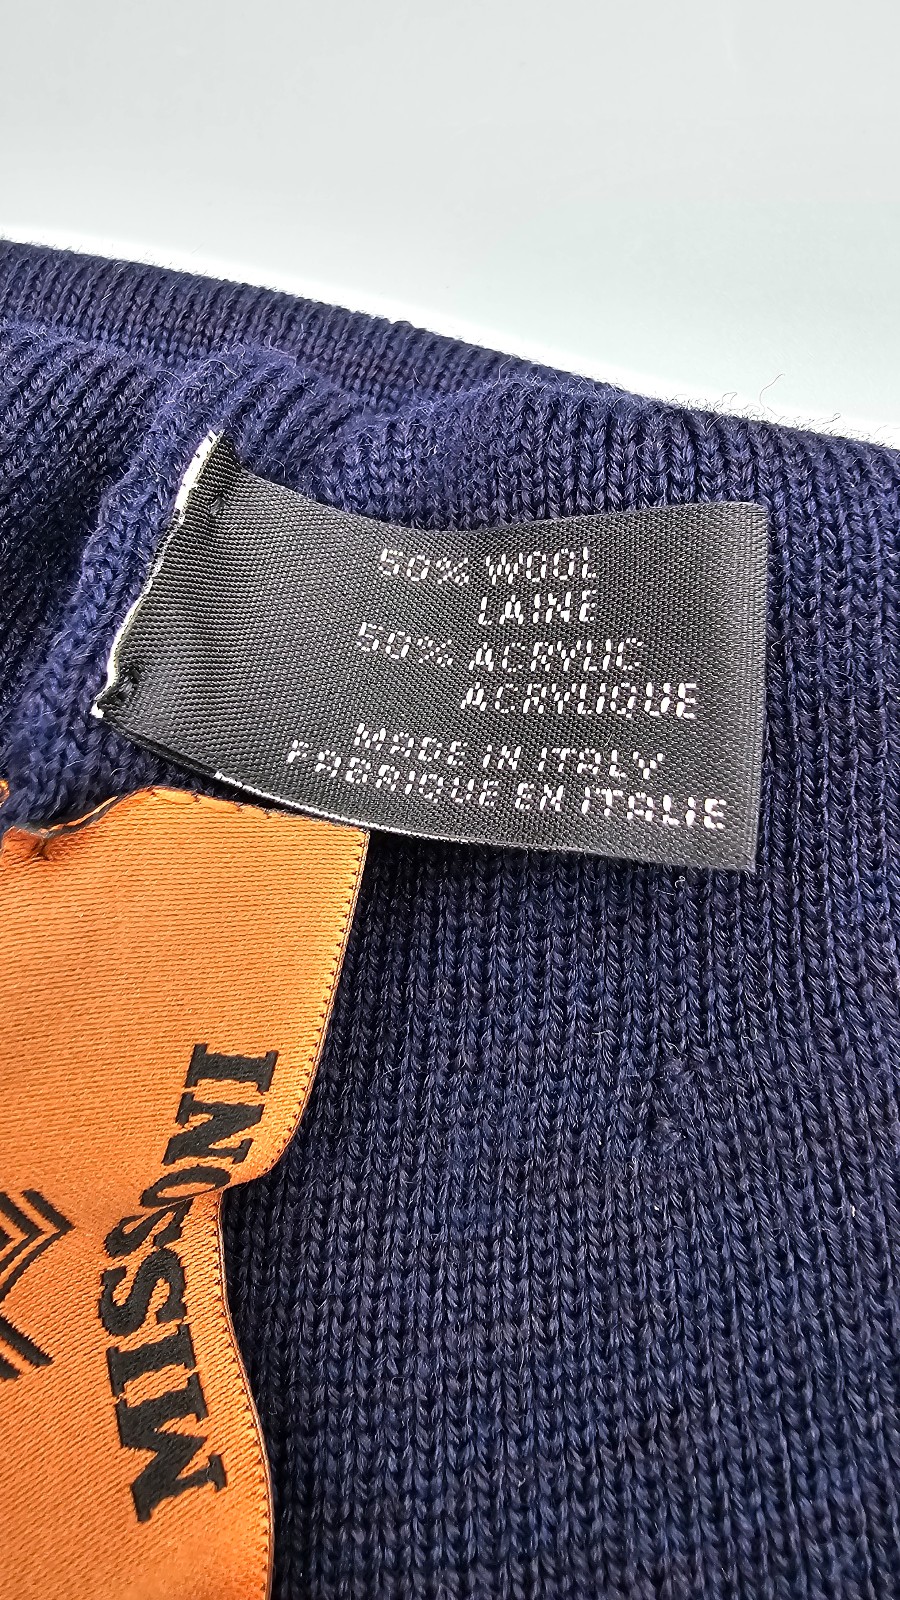 50% WOOL
LAINE
50% ACRYLIC
ACRYLIQUE
MADE IN ITALY
FABRIQUE EN ITALIE
MISSONI